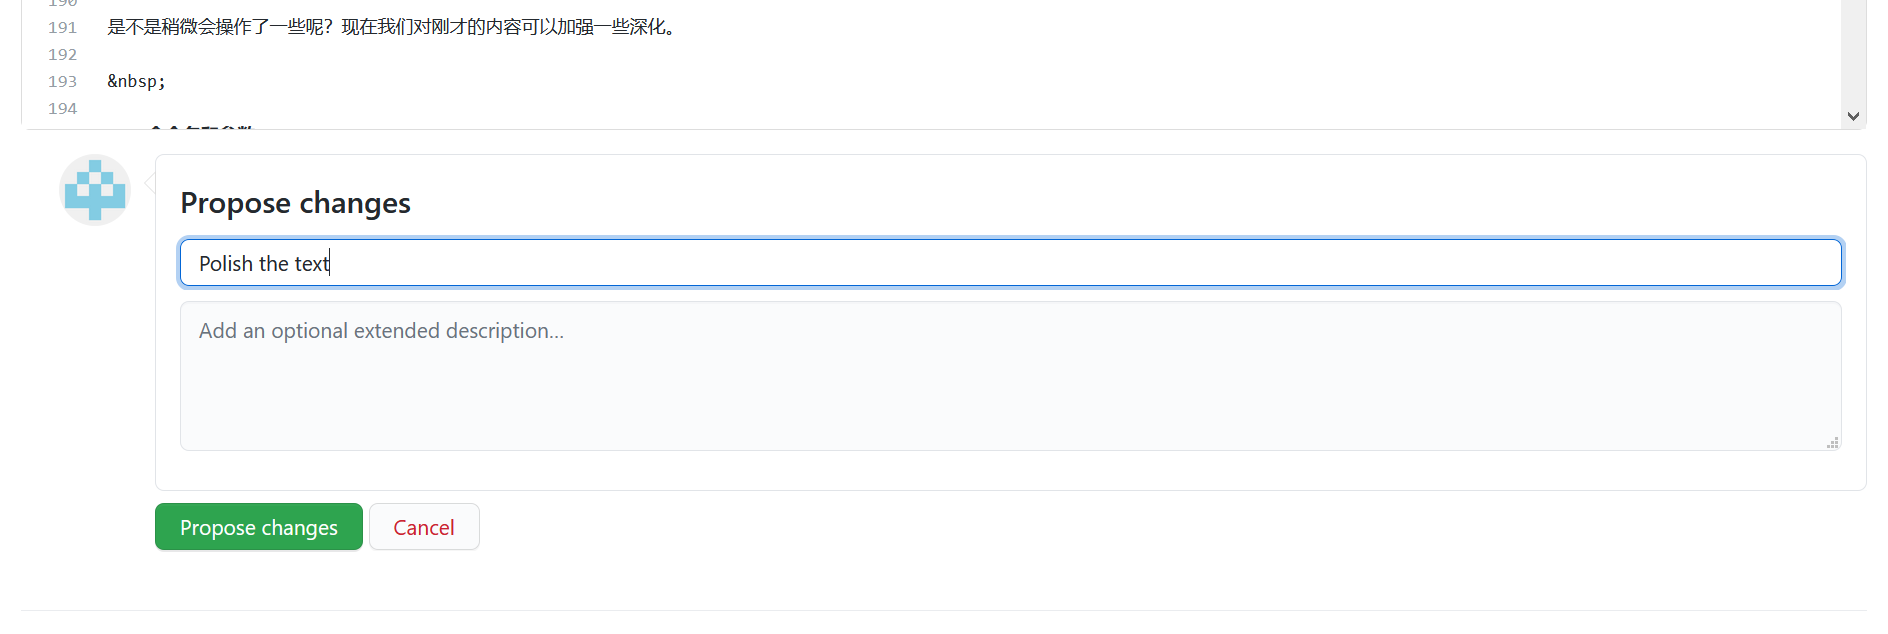 190
191 是不是稍微会操作了一些呢？现在我们对刚才的内容可以加强一些深化。
192
193 &nbsp;
194
Propose changes
Polish the text
Add an optional extended description...
Propose changes Cancel